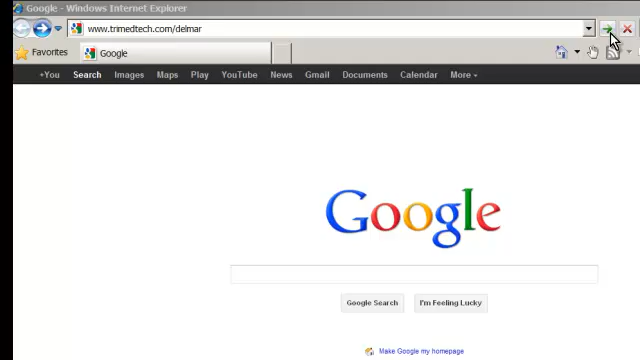 Google - Windows Internet Explorer
www.trimedtech.com/delmar
Favorites Google
+You Search Images Maps Play YouTube News Gmail Documents Calendar More
Google
Google Search I'm Feeling Lucky
Make Google my homepage